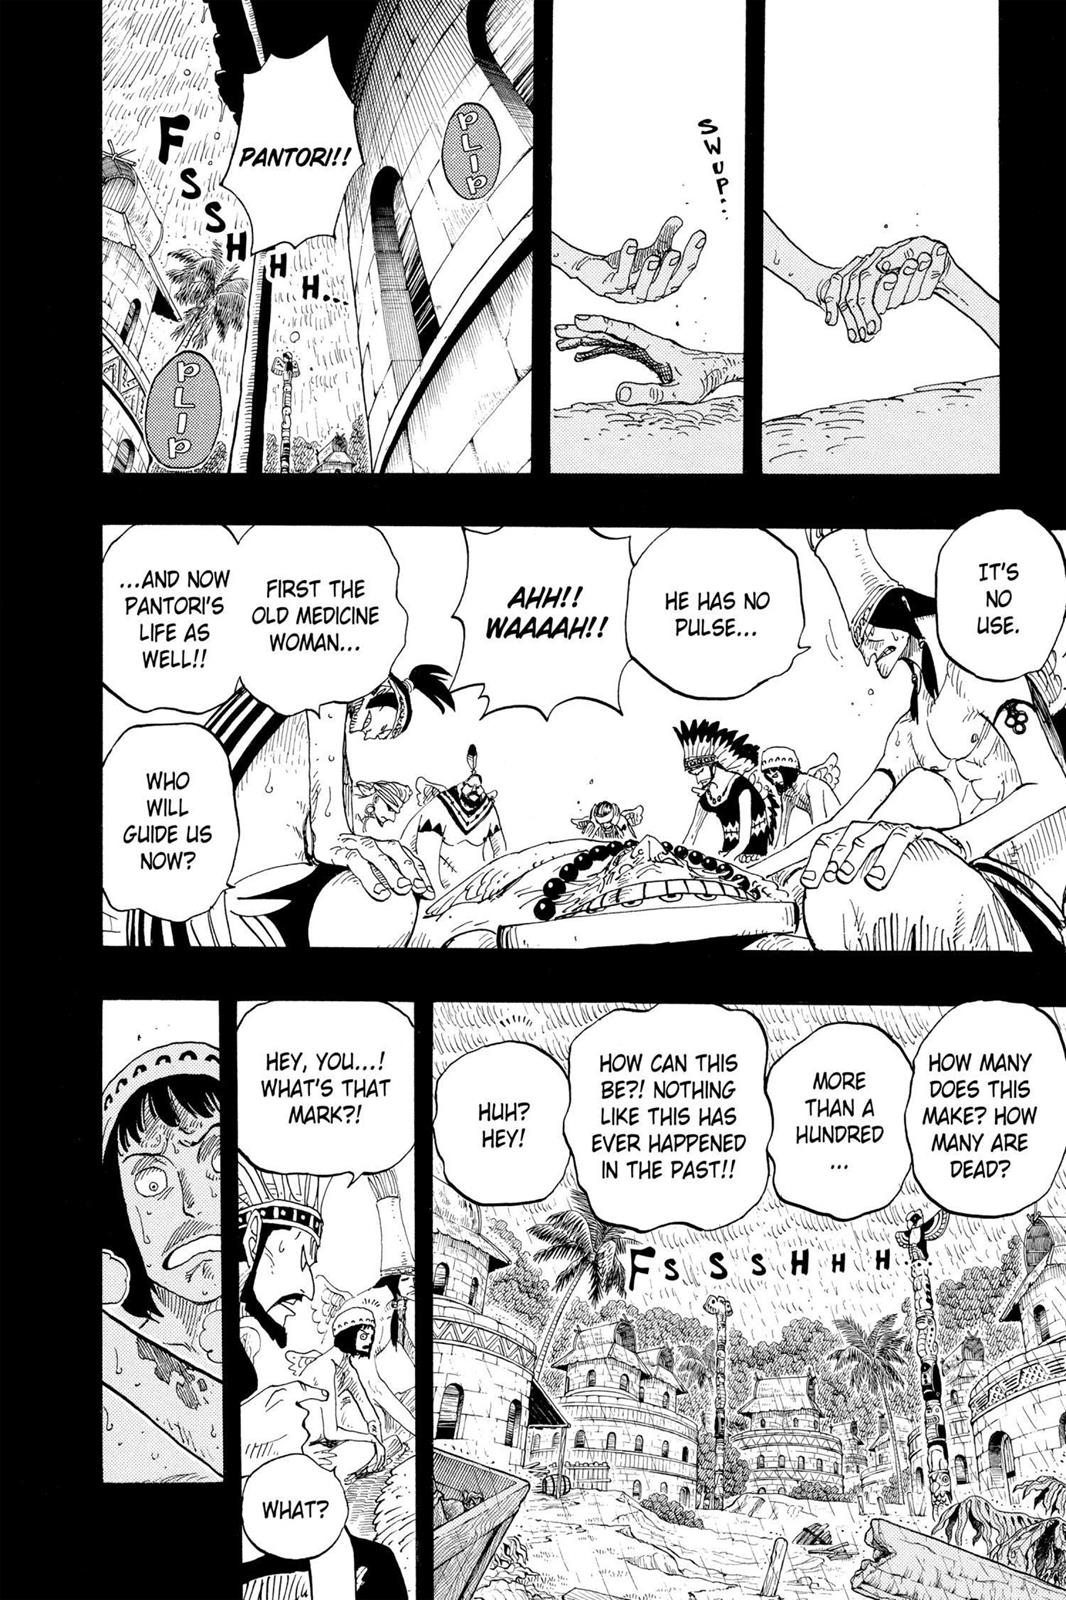 SWUP...
PANTORI!!
PLIP
FSSHHH...
PLIP
IT'S
NO
USE.
HE HAS NO
PULSE...
AHH!!
WAAAAH!!
FIRST THE
OLD MEDICINE
WOMAN...
...AND NOW
PANTORI'S
LIFE AS
WELL!!
WHO
WILL
GUIDE US
NOW?
HOW MANY
DOES THIS
MAKE? HOW
MANY ARE
DEAD?
MORE
THAN A
HUNDRED
...
HOW CAN THIS
BE?! NOTHING
LIKE THIS HAS
EVER HAPPENED
IN THE PAST!!
HUH?
HEY!
FSSSHHH...
HEY, YOU...!
WHAT'S THAT
MARK?!
WHAT?